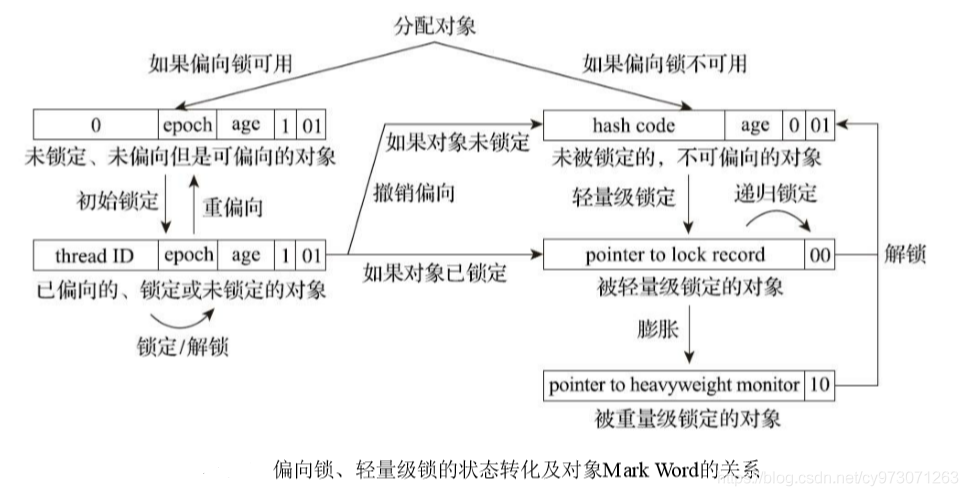 分配对象
如果偏向锁可用
如果偏向锁不可用
0 epoch age 1 01
hash code age 0 01
未锁定、未偏向但是可偏向的对象
如果对象未锁定
未被锁定的，不可偏向的对象
初始锁定
重偏向
撤销偏向
轻量级锁定
递归锁定
thread ID epoch age 1 01
pointer to lock record 00
解锁
已偏向的、锁定或未锁定的对象
如果对象已锁定
被轻量级锁定的对象
锁定/解锁
膨胀
pointer to heavyweight monitor 10
被重量级锁定的对象
偏向锁、轻量级锁的状态转化及对象Mark Word的关系
https://blog.csdn.net/cy973071263